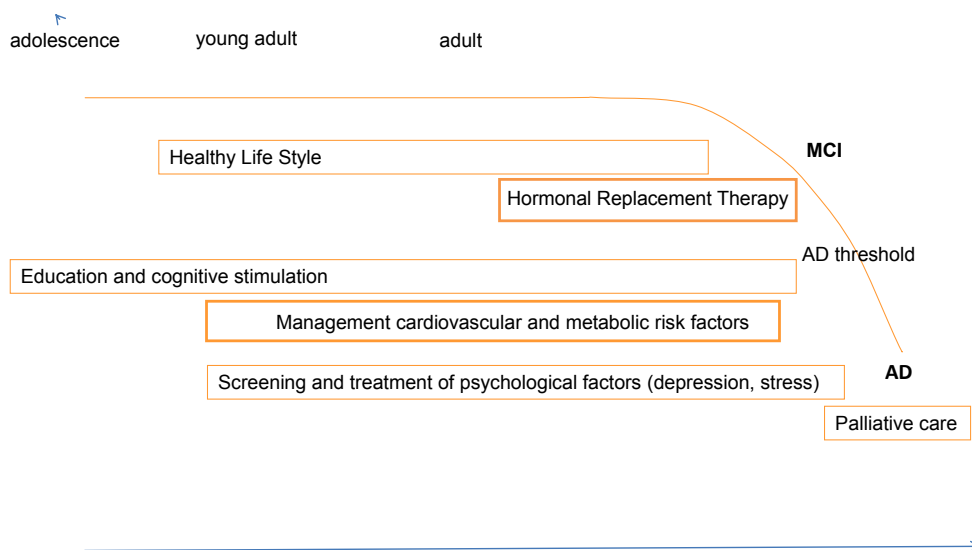 adolescence
young adult
adult
Healthy Life Style
MCI
Hormonal Replacement Therapy
AD threshold
Education and cognitive stimulation
Management cardiovascular and metabolic risk factors
Screening and treatment of psychological factors (depression, stress)
AD
Palliative care